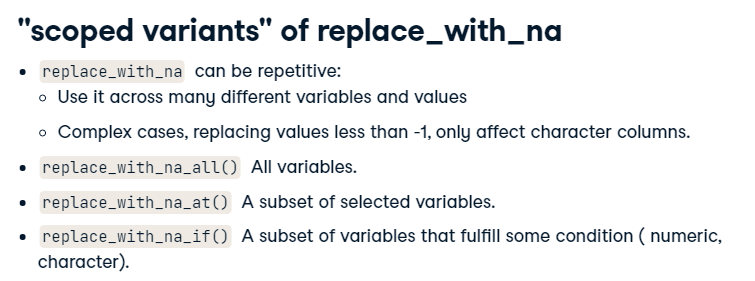 "scoped variants" of replace_with_na
• replace_with_na can be repetitive:
◦ Use it across many different variables and values
◦ Complex cases, replacing values less than -1, only affect character columns.
• replace_with_na_all() All variables.
• replace_with_na_at() A subset of selected variables.
• replace_with_na_if() A subset of variables that fulfill some condition ( numeric,
character).